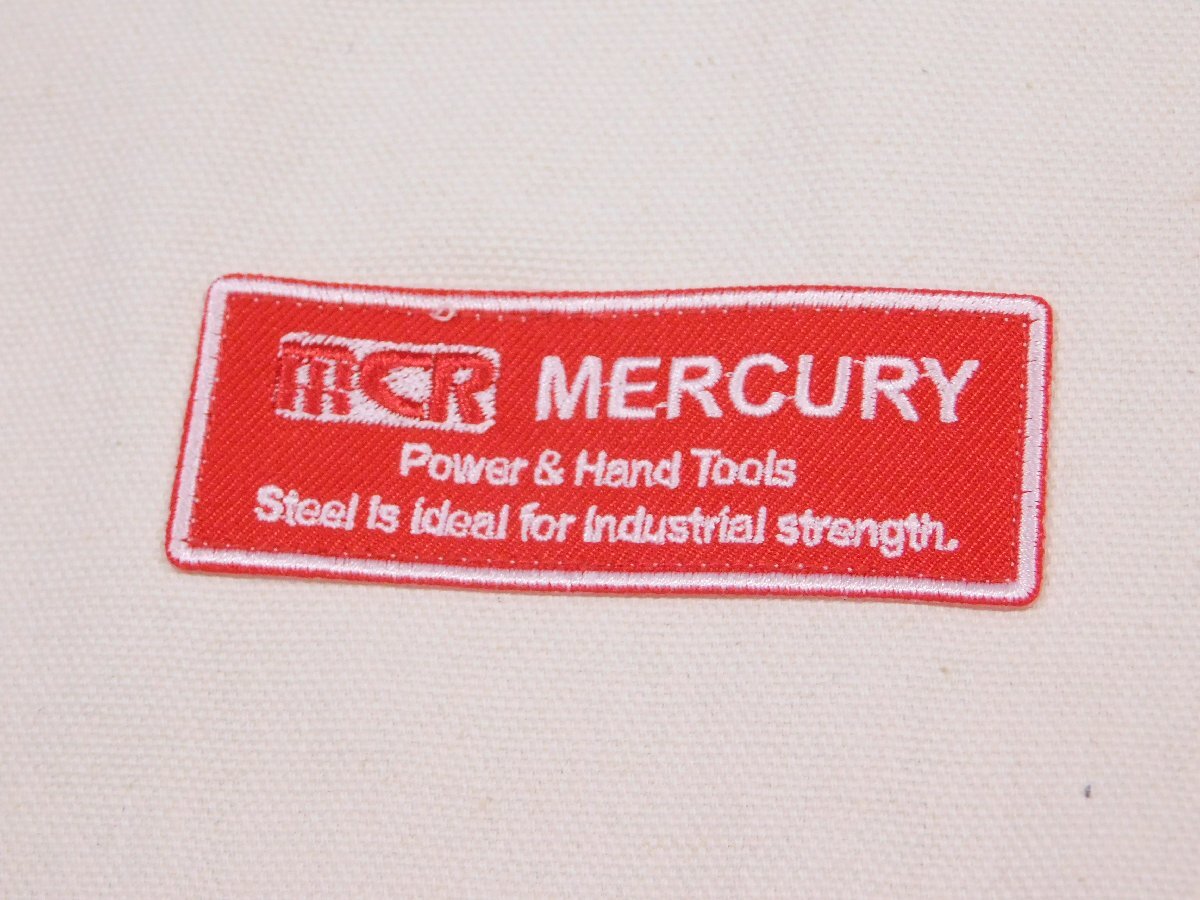 MCR MERCURY
Power & Hand Tools
Steel is ideal for industrial strength.